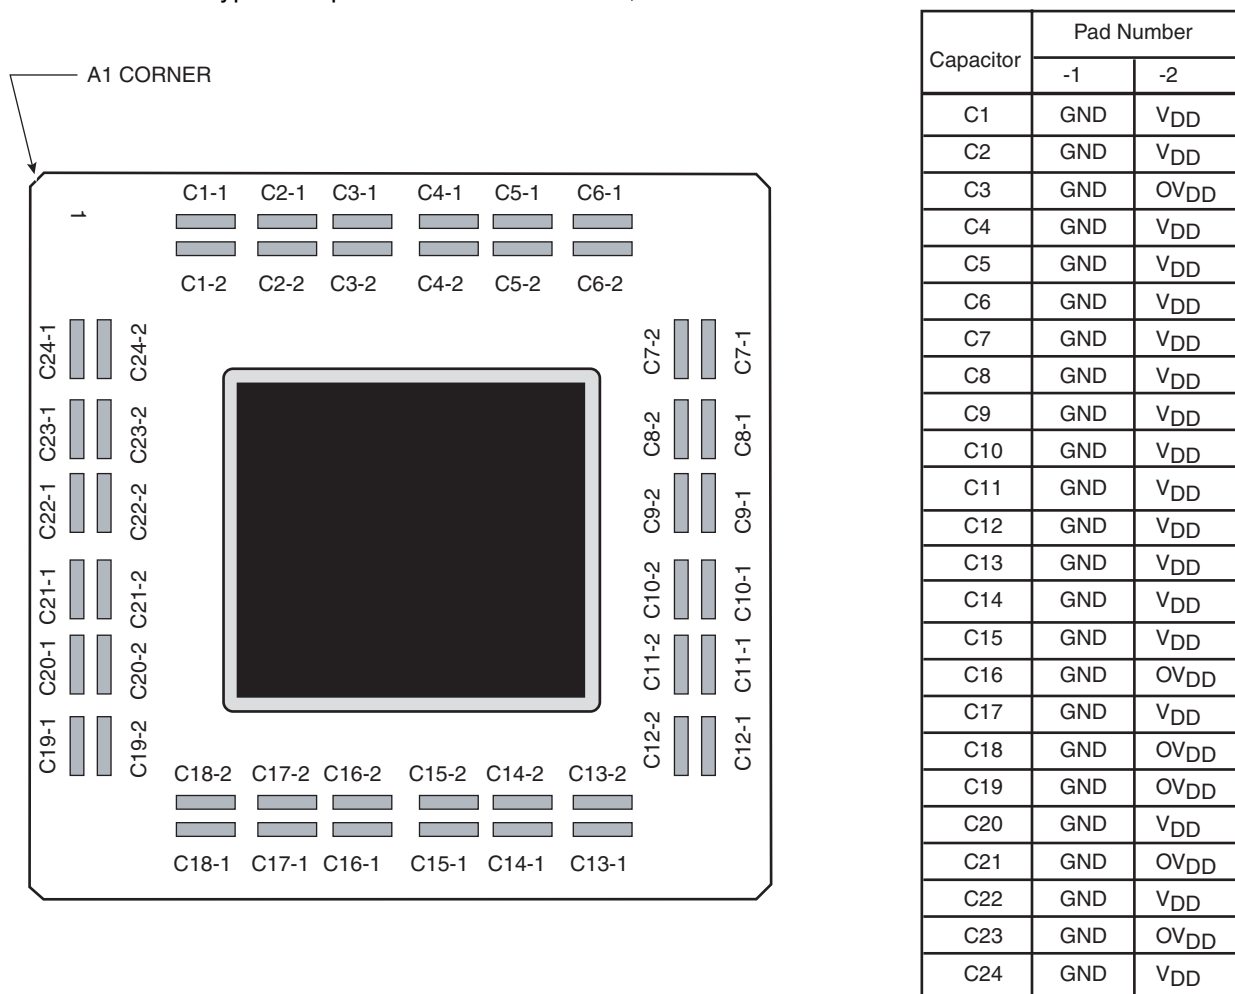 A1 CORNER
1
C1-1 C2-1 C3-1 C4-1 C5-1 C6-1
C1-2 C2-2 C3-2 C4-2 C5-2 C6-2
C24-1 C24-2 C7-2 C7-1
C23-1 C23-2 C8-2 C8-1
C22-1 C22-2 C9-2 C9-1
C21-1 C21-2 C10-2 C10-1
C20-1 C20-2 C11-2 C11-1
C19-1 C19-2 C12-2 C12-1
C18-2 C17-2 C16-2 C15-2 C14-2 C13-2
C18-1 C17-1 C16-1 C15-1 C14-1 C13-1
Capacitor Pad Number
-1 -2
C1 GND VDD
C2 GND VDD
C3 GND OVDD
C4 GND VDD
C5 GND VDD
C6 GND VDD
C7 GND VDD
C8 GND VDD
C9 GND VDD
C10 GND VDD
C11 GND VDD
C12 GND VDD
C13 GND VDD
C14 GND VDD
C15 GND VDD
C16 GND OVDD
C17 GND VDD
C18 GND OVDD
C19 GND OVDD
C20 GND VDD
C21 GND OVDD
C22 GND VDD
C23 GND OVDD
C24 GND VDD